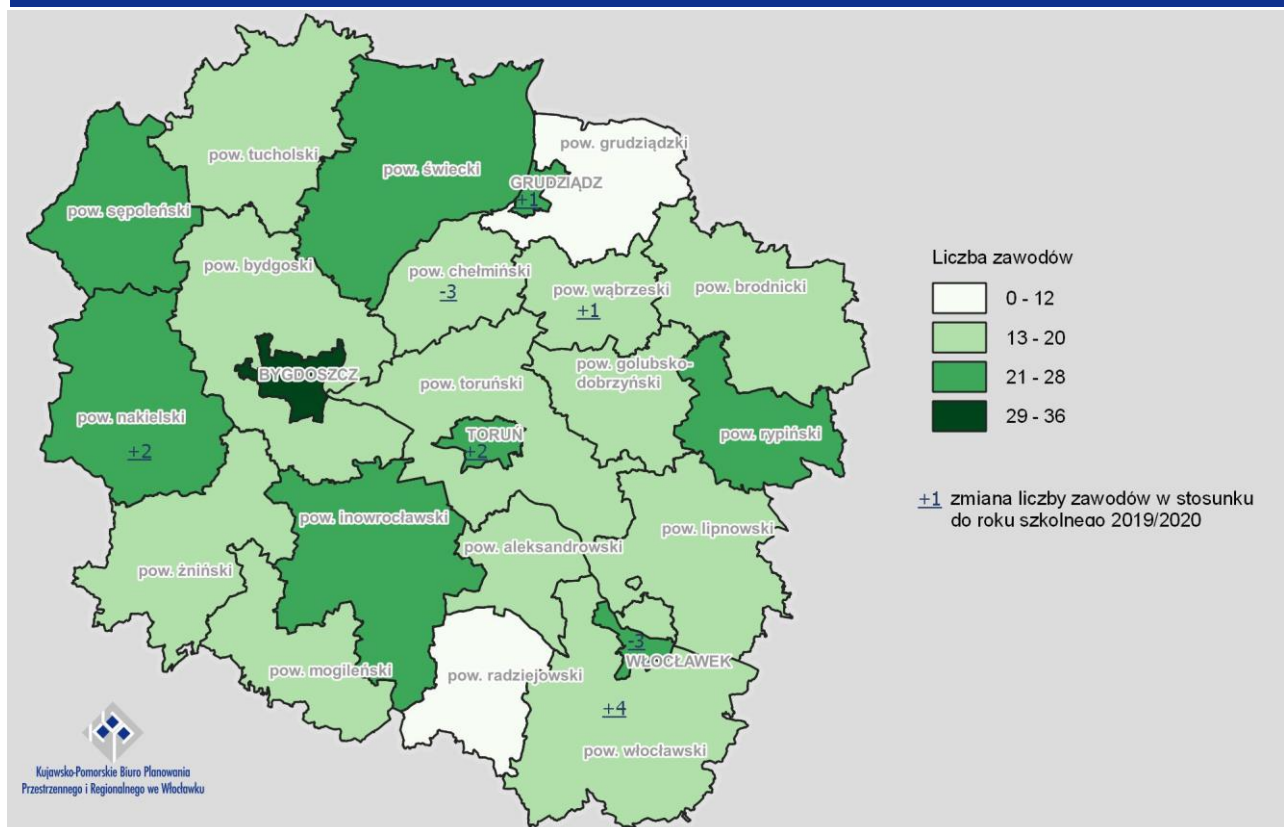 pow. tucholski
pow. świecki
pow. grudziądzki
GRUDZIĄDZ
+1
pow. sępoleński
pow. bydgoski
pow. chełmiński
-3
pow. wąbrzeski
+1
pow. brodnicki
BYDGOSZCZ
pow. toruński
pow. golubsko-
dobrzyński
pow. nakielski
+2
TORUŃ
+2
pow. rypiński
pow. inowrocławski
pow. lipnowski
pow. aleksandrowski
pow. żniński
-3
WŁOCŁAWEK
pow. mogileński
pow. radziejowski
+4
pow. włocławski
Liczba zawodów
0 - 12
13 - 20
21 - 28
29 - 36
+1 zmiana liczby zawodów w stosunku
do roku szkolnego 2019/2020
Kujawsko-Pomorskie Biuro Planowania
Przestrzennego i Regionalnego we Włocławku